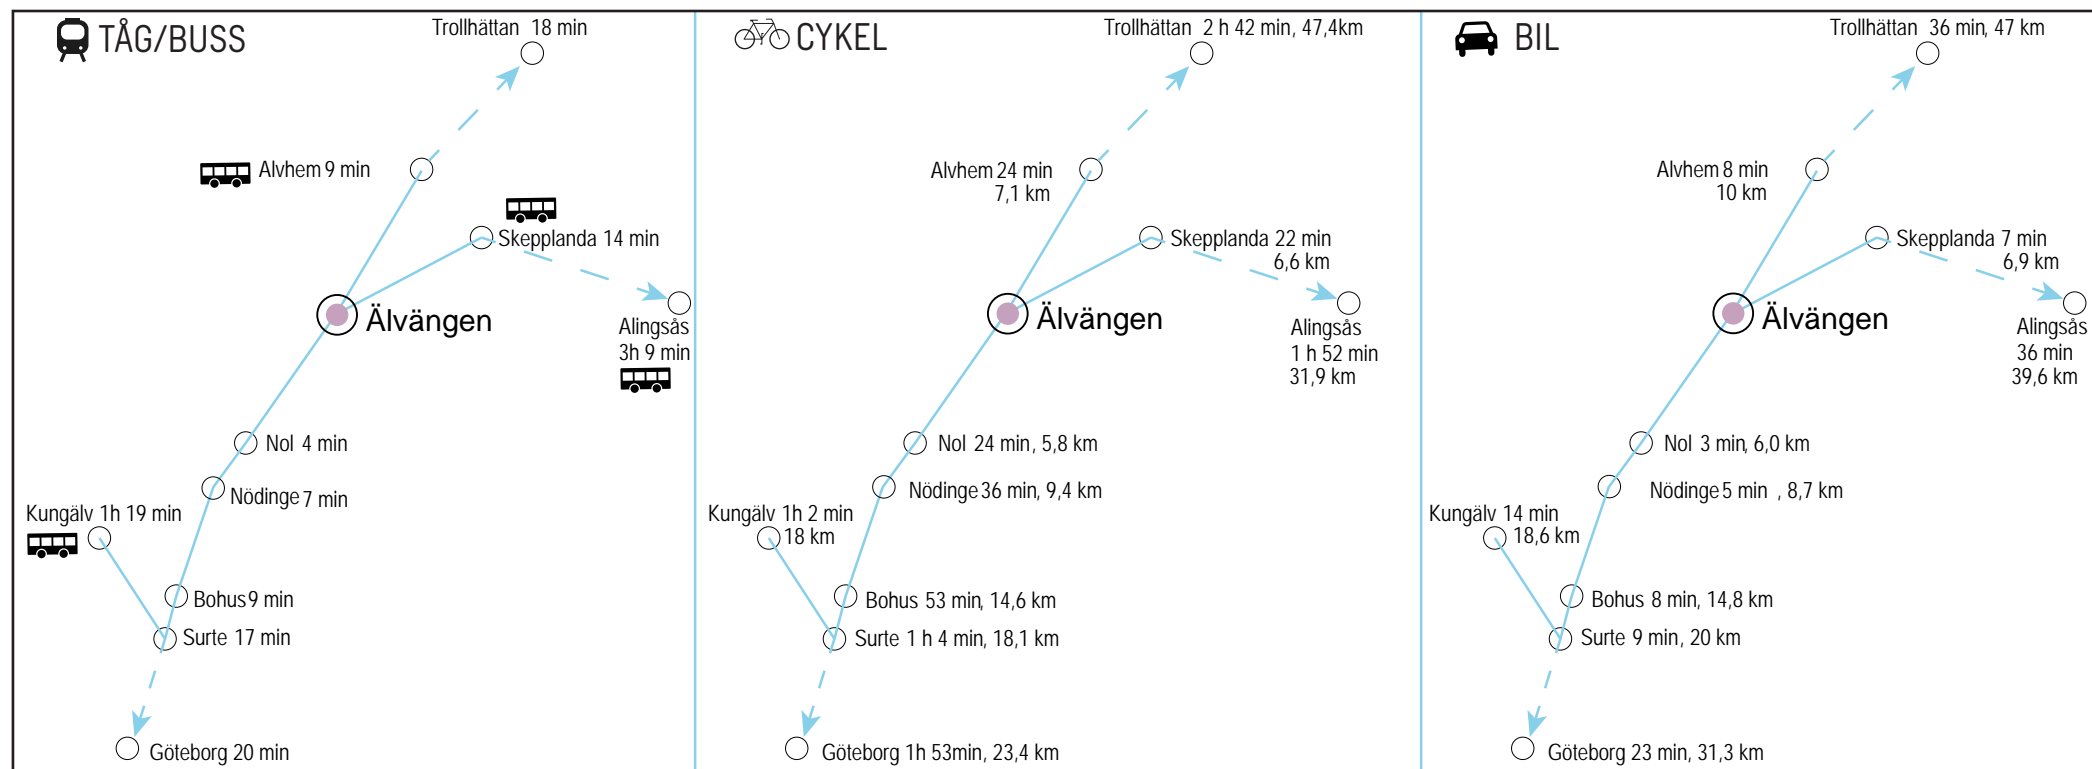 TÅG/BUSS
Trollhättan 18 min
Alvhem 9 min
Skepplanda 14 min
Älvängen
Alingsås
3h 9 min
Nol 4 min
Nödinge 7 min
Kungälv 1h 19 min
Bohus 9 min
Surte 17 min
Göteborg 20 min
CYKEL
Trollhättan 2 h 42 min, 47,4km
Alvhem 24 min
7,1 km
Skepplanda 22 min
6,6 km
Älvängen
Alingsås
1 h 52 min
31,9 km
Nol 24 min, 5,8 km
Nödinge 36 min, 9,4 km
Kungälv 1h 2 min
18 km
Bohus 53 min, 14,6 km
Surte 1 h 4 min, 18,1 km
Göteborg 1h 53min, 23,4 km
BIL
Trollhättan 36 min, 47 km
Alvhem 8 min
10 km
Skepplanda 7 min
6,9 km
Älvängen
Alingsås
36 min
39,6 km
Nol 3 min, 6,0 km
Nödinge 5 min , 8,7 km
Kungälv 14 min
18,6 km
Bohus 8 min, 14,8 km
Surte 9 min, 20 km
Göteborg 23 min, 31,3 km